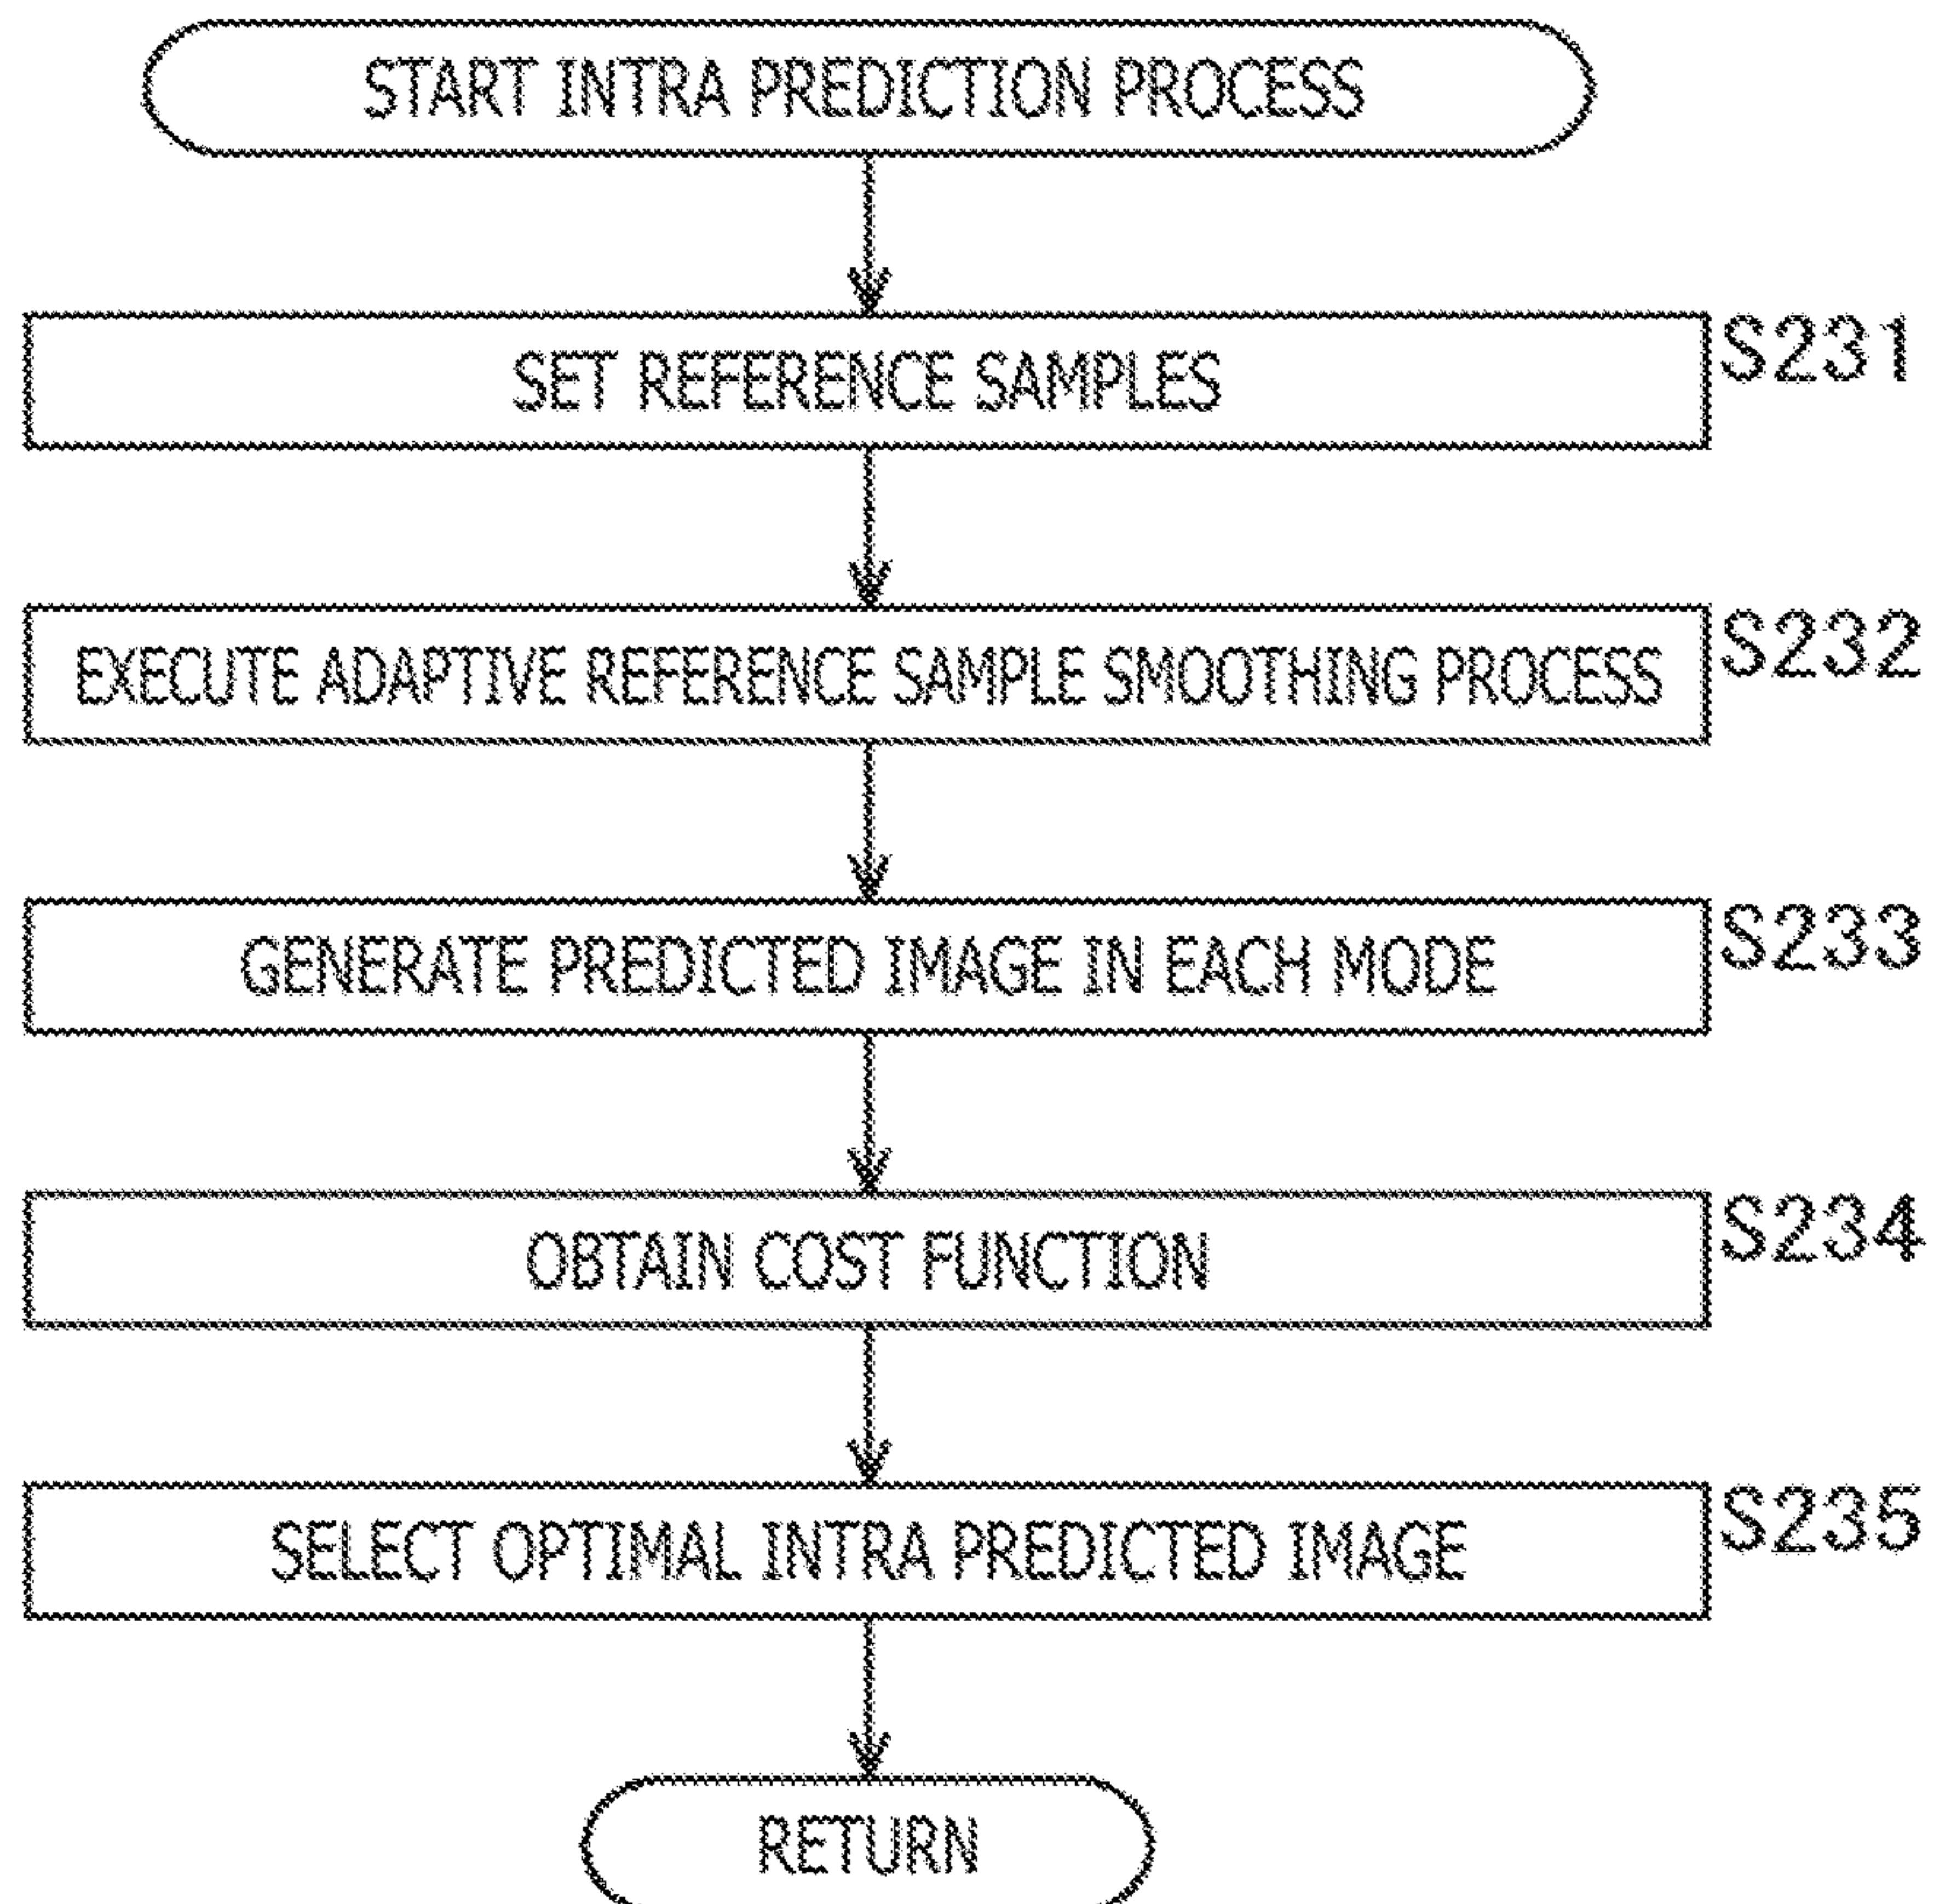 START INTRA PREDICTION PROCESS
SET REFERENCE SAMPLES
S231
EXECUTE ADAPTIVE REFERENCE SAMPLE SMOOTHING PROCESS
S232
GENERATE PREDICTED IMAGE IN EACH MODE
S233
OBTAIN COST FUNCTION
S234
SELECT OPTIMAL INTRA PREDICTED IMAGE
S235
RETURN